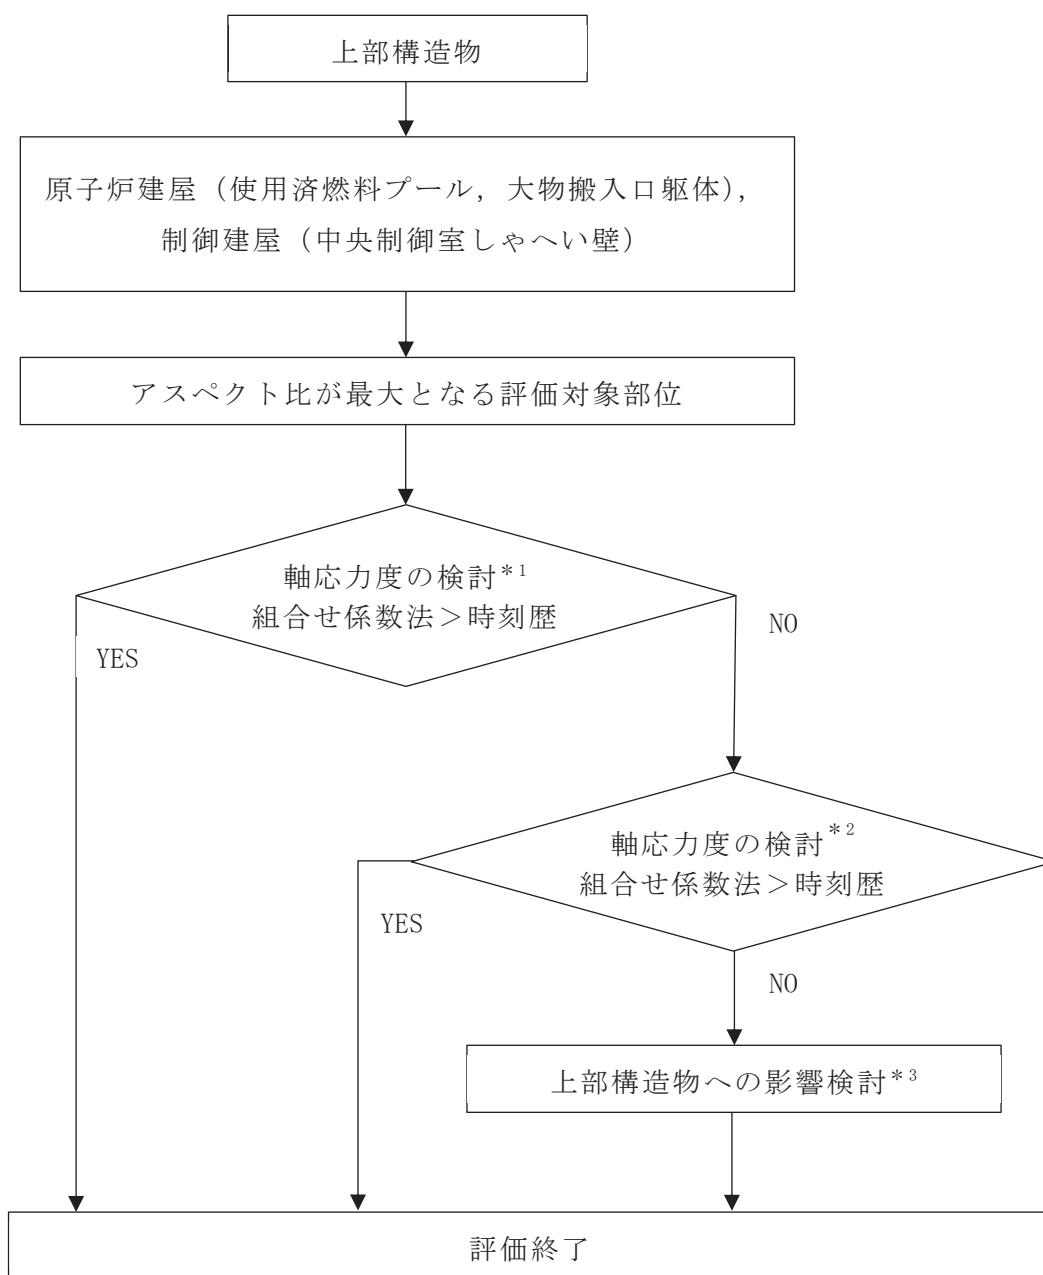 上部構造物
原子炉建屋（使用済燃料プール，大物搬入口躯体），
制御建屋（中央制御室しゃへい壁）
アスペクト比が最大となる評価対象部位
軸応力度の検討*1
組合せ係数法＞時刻歴
YES
NO
軸応力度の検討*2
組合せ係数法＞時刻歴
YES
NO
上部構造物への影響検討*3
評価終了